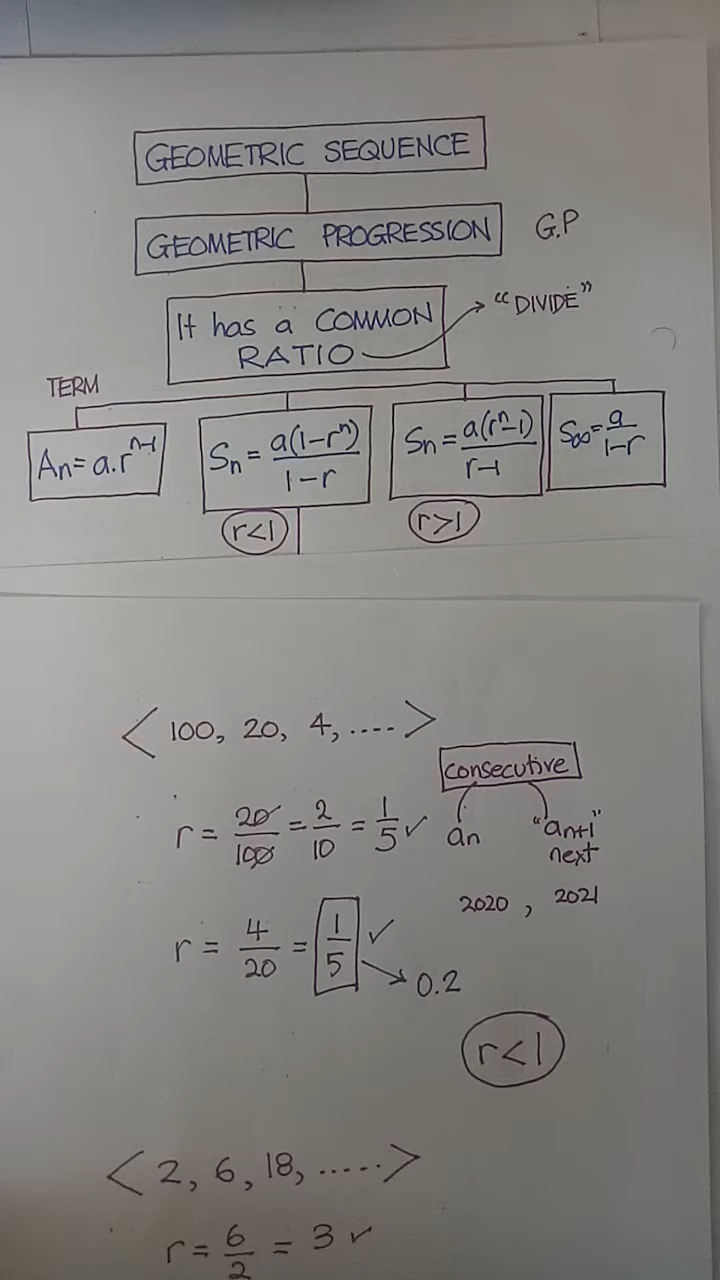 GEOMETRIC SEQUENCE
GEOMETRIC PROGRESSION G.P
It has a COMMON
RATIO
"DIVIDE"
TERM
An = a.r^(n-1)
Sn = a(1-r^n)/(1-r)
Sn = a(r^n-1)/(r-1)
S∞ = a/(1-r)
r<1
r>1
< 100, 20, 4, .... >
consecutive
r = 20/100 = 2/10 = 1/5 ✓
an "an+1"
next
2020 , 2021
r = 4/20 = 1/5 ✓
0.2
r<1
< 2, 6, 18, ..... >
r = 6/2 = 3 ✓